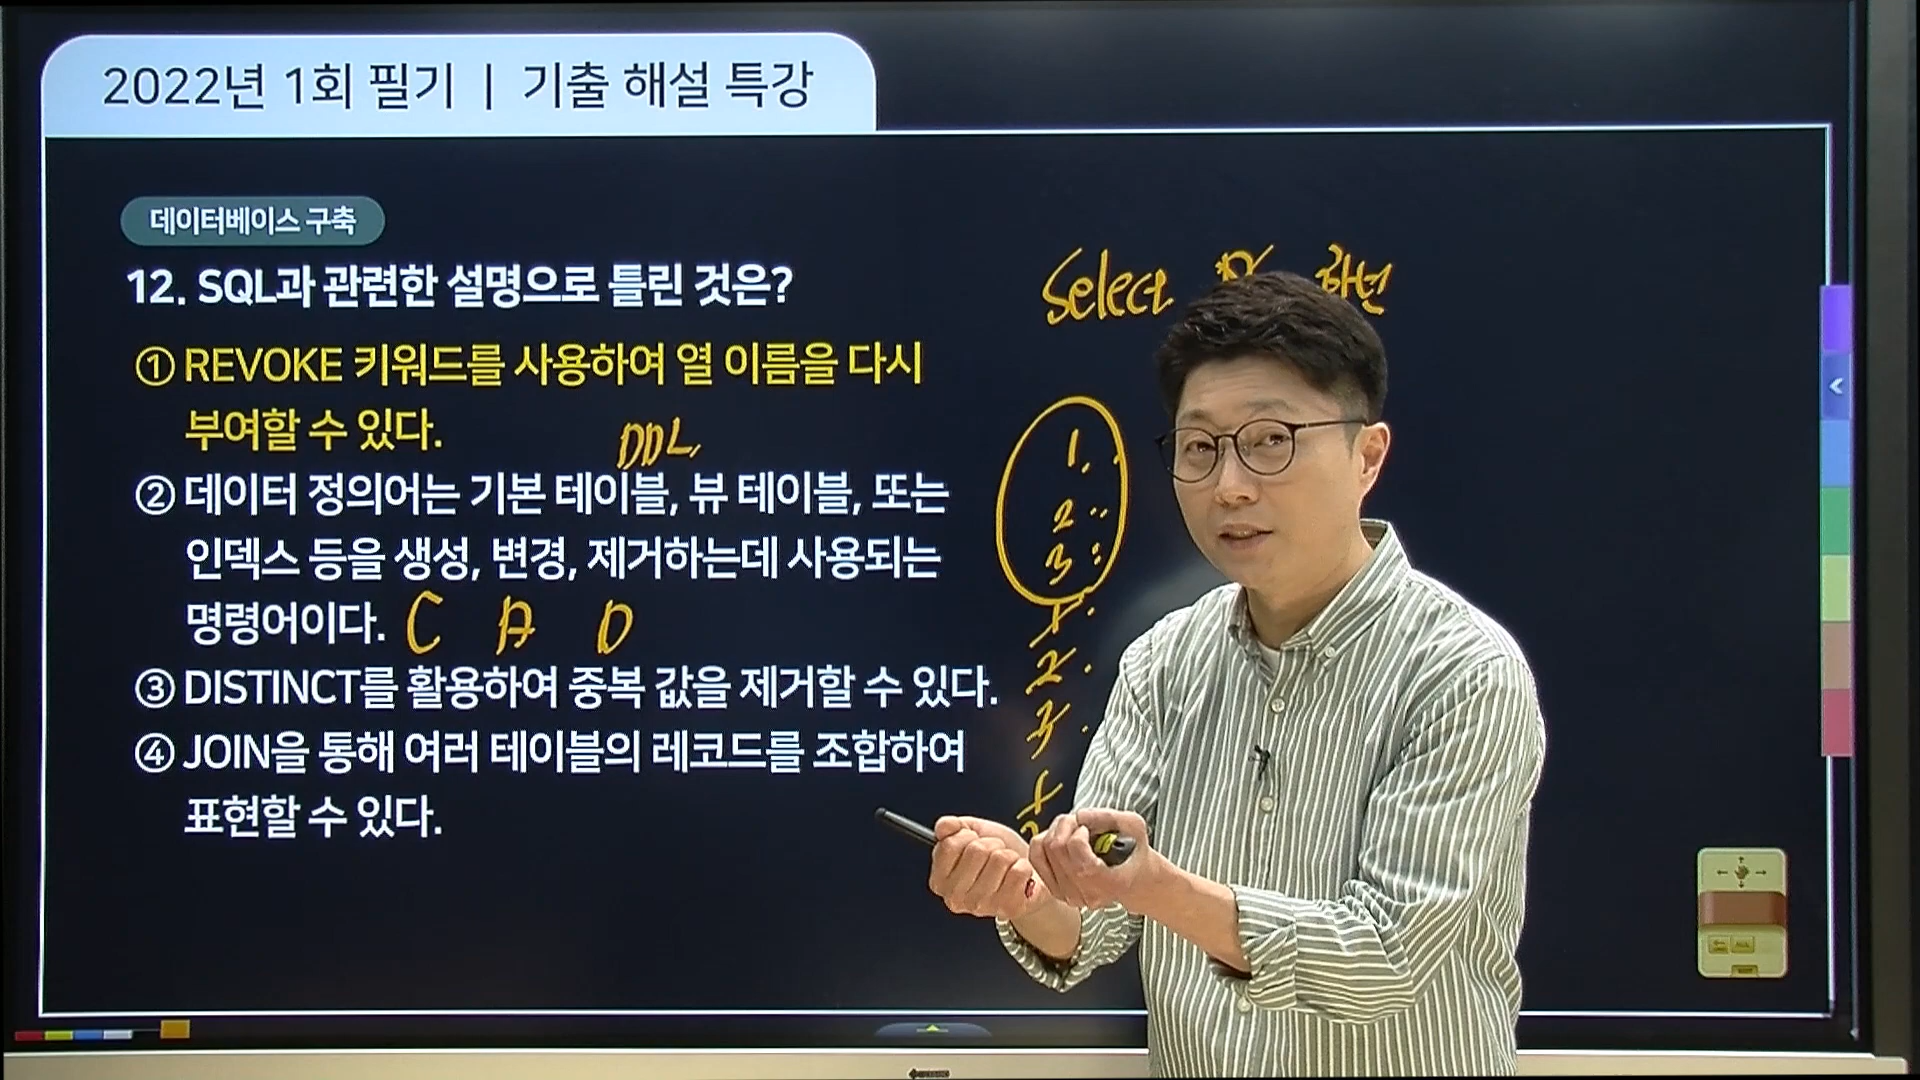 2022년 1회 필기 | 기출 해설 특강
데이터베이스 구축
12. SQL과 관련한 설명으로 틀린 것은?
① REVOKE 키워드를 사용하여 열 이름을 다시
부여할 수 있다.
DDL
② 데이터 정의어는 기본 테이블, 뷰 테이블, 또는
인덱스 등을 생성, 변경, 제거하는데 사용되는
명령어이다. C A D
③ DISTINCT를 활용하여 중복 값을 제거할 수 있다.
④ JOIN을 통해 여러 테이블의 레코드를 조합하여
표현할 수 있다.
Select 학년
1.
2
3
1
2
3